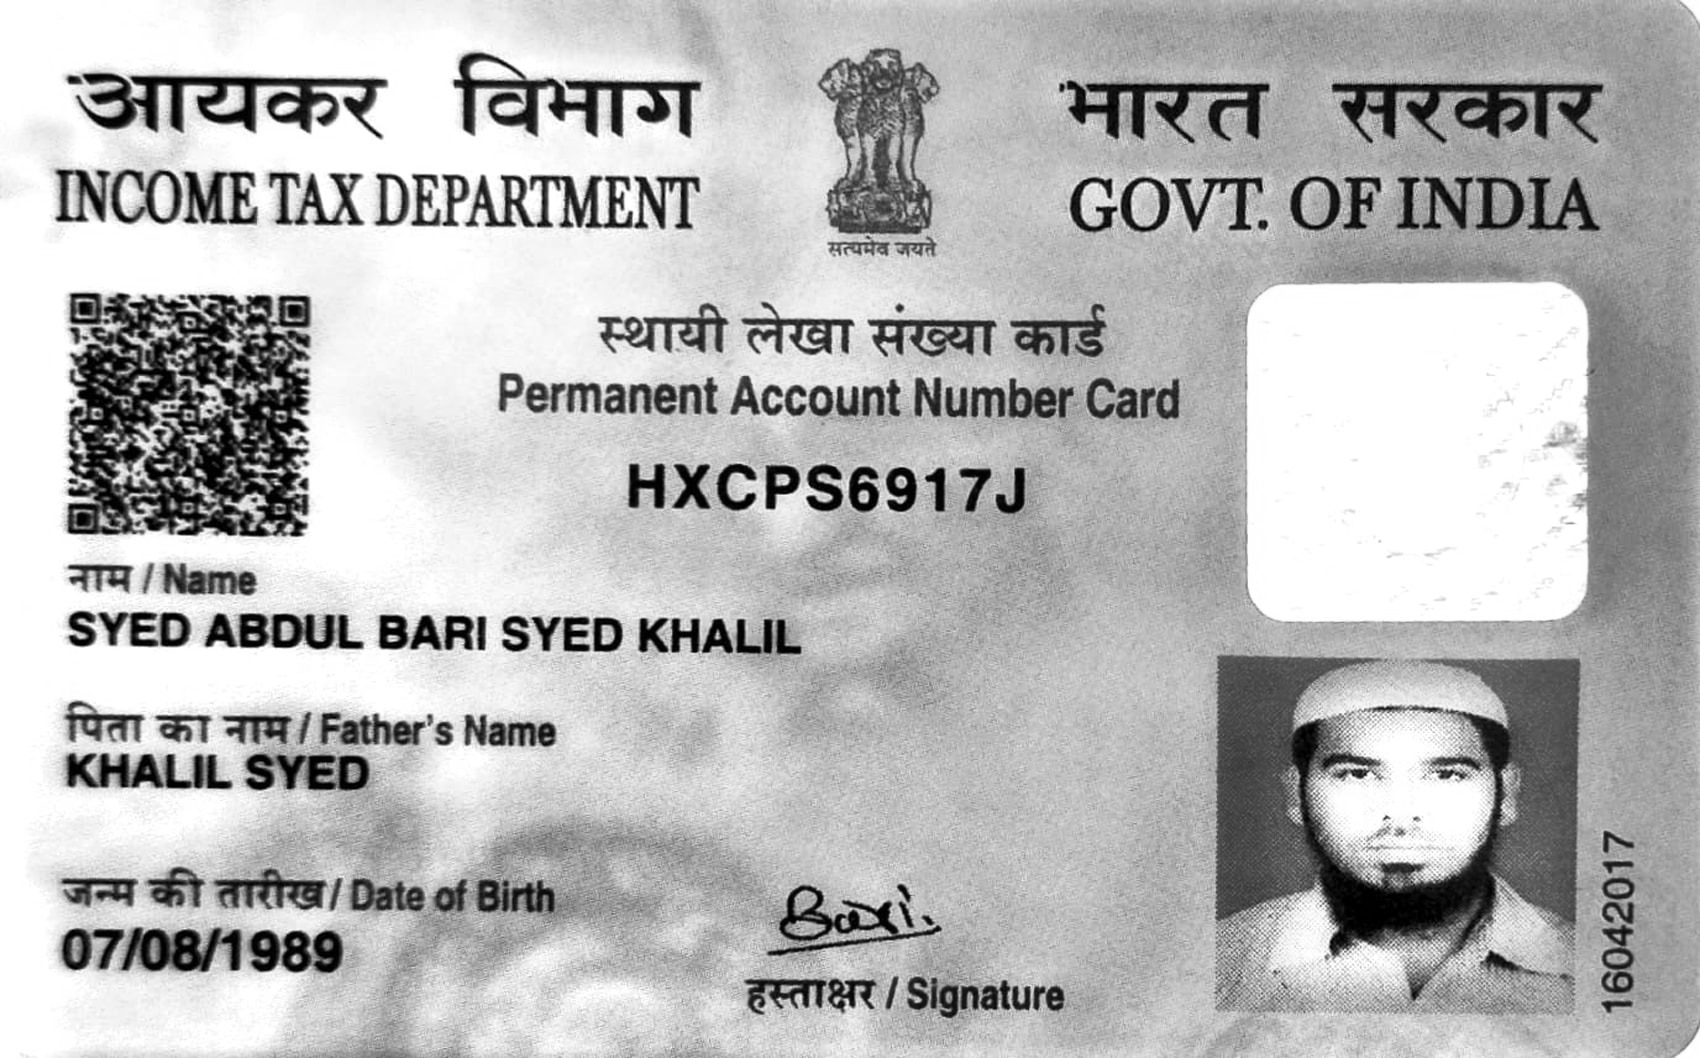 आयकर विभाग
INCOME TAX DEPARTMENT
सत्यमेव जयते
भारत सरकार
GOVT. OF INDIA
स्थायी लेखा संख्या कार्ड
Permanent Account Number Card
HXCPS6917J
नाम / Name
SYED ABDUL BARI SYED KHALIL
पिता का नाम / Father's Name
KHALIL SYED
जन्म की तारीख / Date of Birth
07/08/1989
Bari.
हस्ताक्षर / Signature
16042017